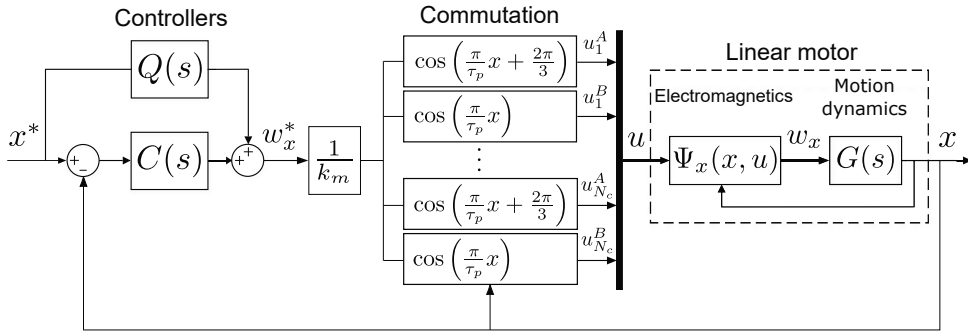 Controllers
Commutation
Linear motor
Q(s)
x*
+
-
C(s)
+
+
w_x^*
1/k_m
cos(π/τ_p x + 2π/3)
u_1^A
cos(π/τ_p x)
u_1^B
⋮
cos(π/τ_p x + 2π/3)
u_{N_c}^A
cos(π/τ_p x)
u_{N_c}^B
u
Electromagnetics
Ψ_x(x, u)
w_x
Motion
dynamics
G(s)
x